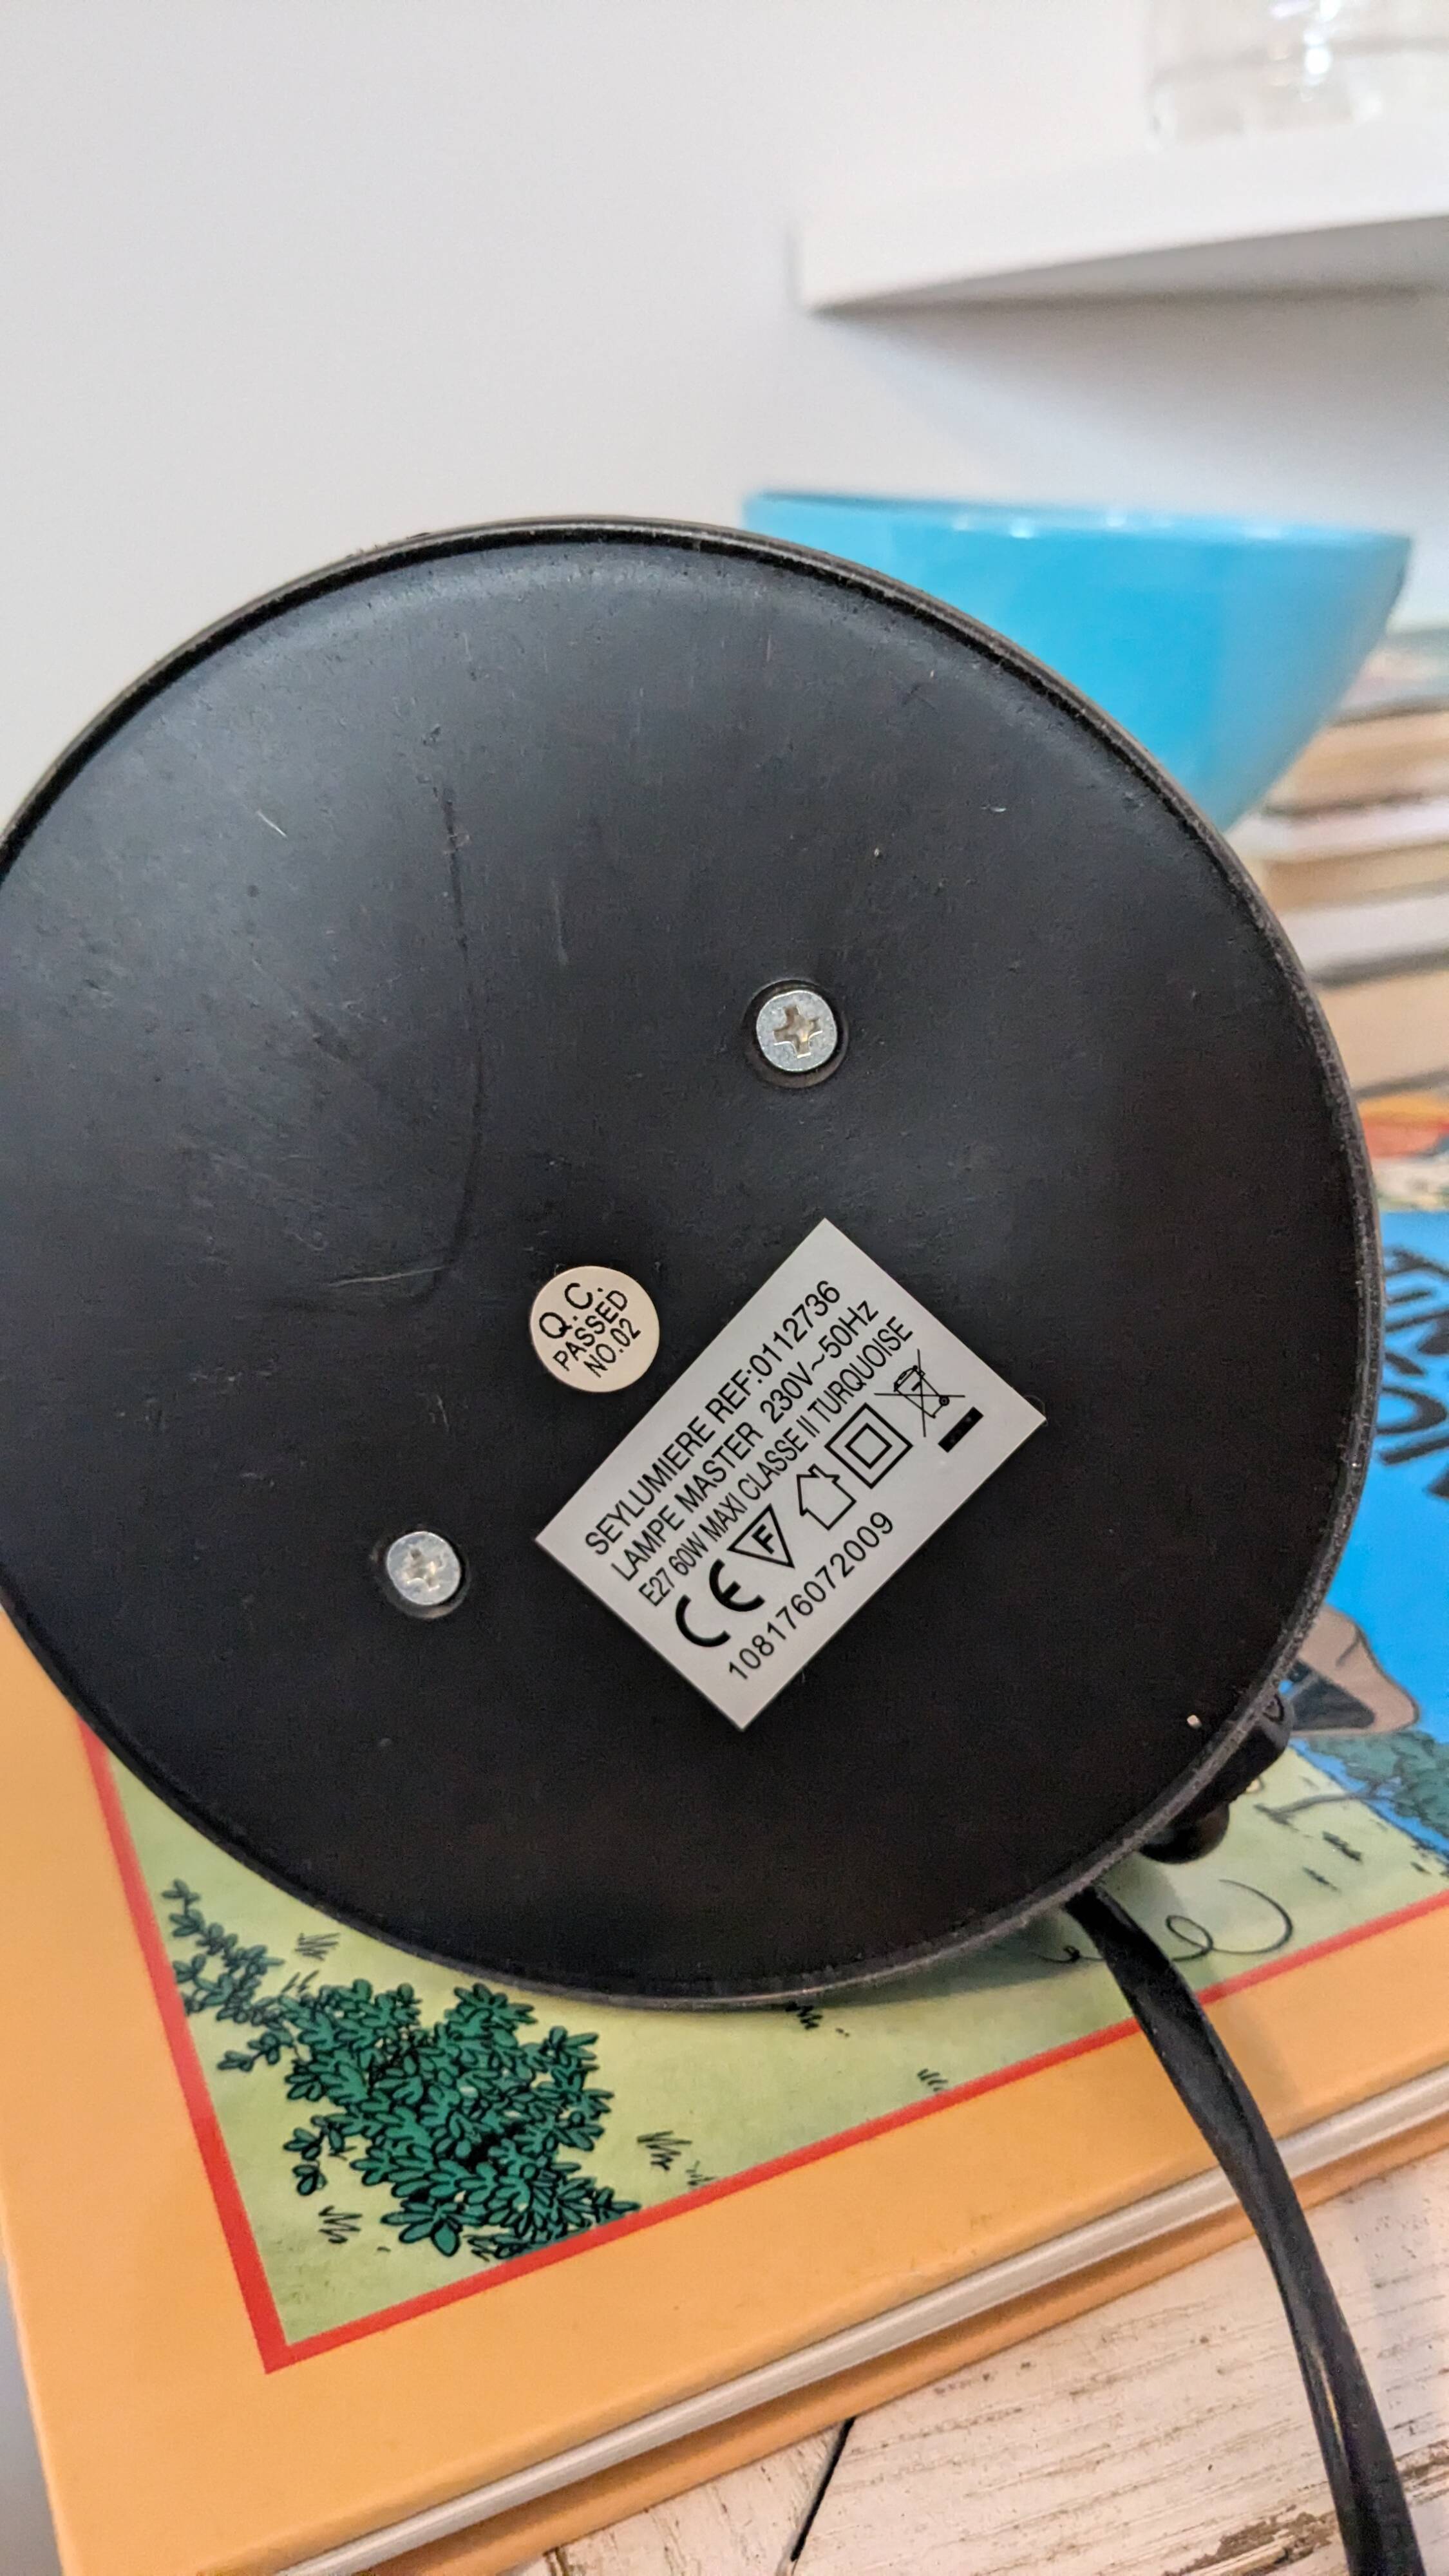 Q.C.
PASSED
NO.02
SEYLUMIERE REF:0112736
LAMPE MASTER 230V~50Hz
E27 60W MAXI CLASSE II TURQUOISE
CE F
108176072009